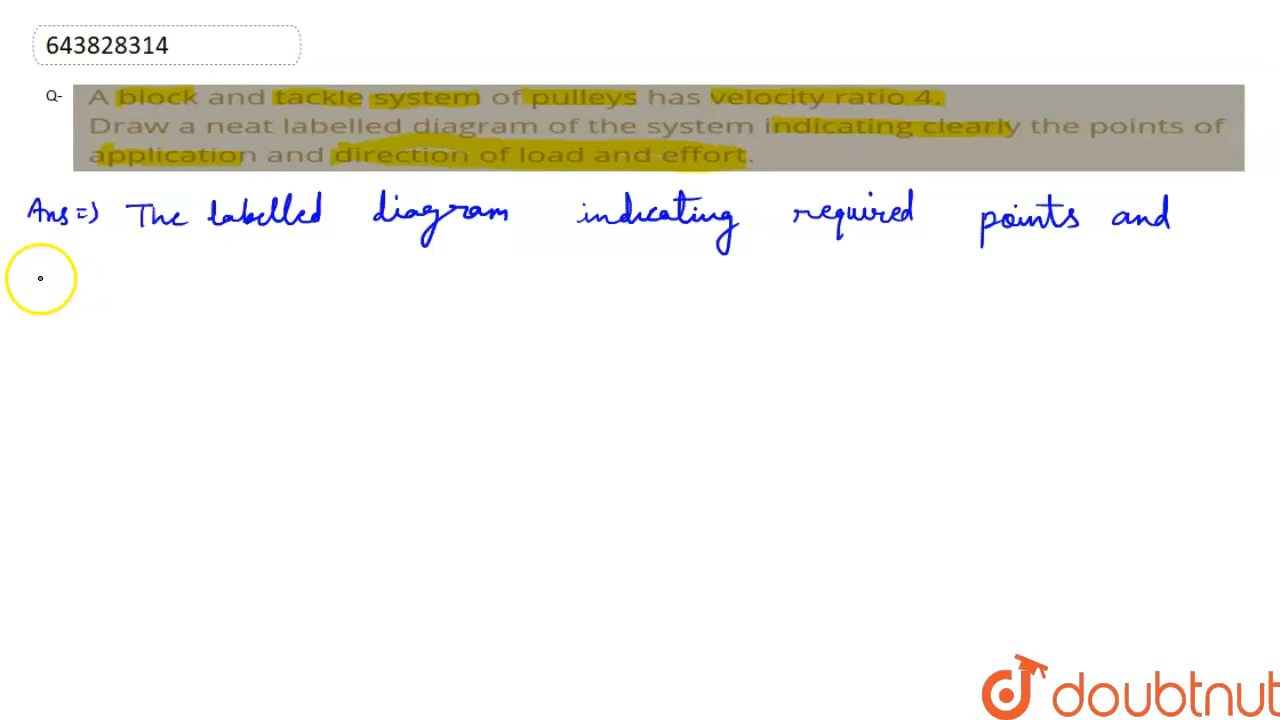 643828314
Q- A block and tackle system of pulleys has velocity ratio 4.
Draw a neat labelled diagram of the system indicating clearly the points of
application and direction of load and effort.
Ans => The labelled diagram indicating required points and
doubtnut